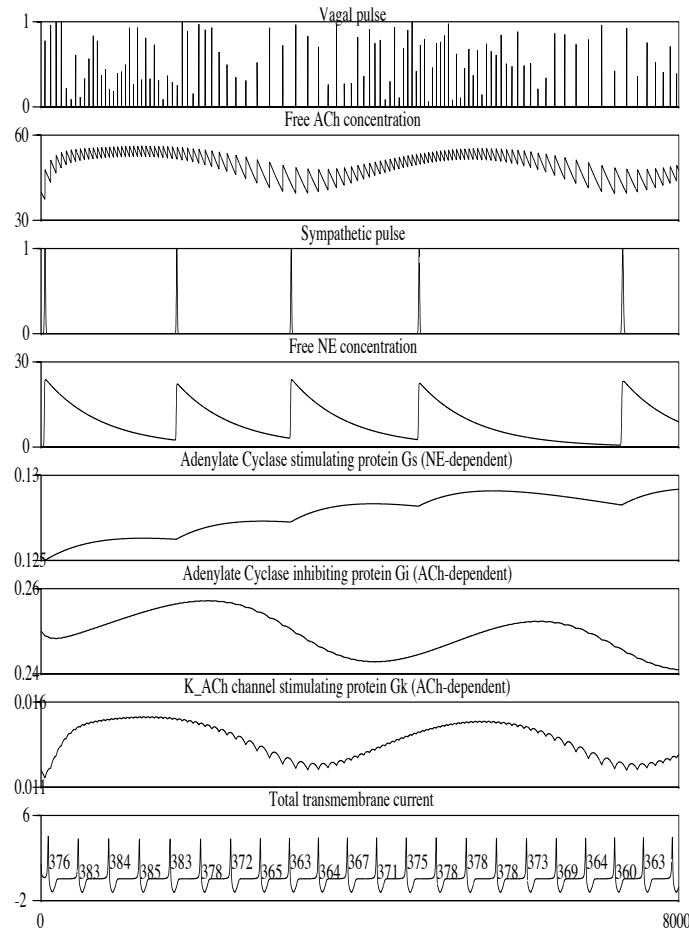 Vagal pulse
1
0
Free ACh concentration
60
30
Sympathetic pulse
1
0
Free NE concentration
30
0
Adenylate Cyclase stimulating protein Gs (NE-dependent)
0.13
0.125
Adenylate Cyclase inhibiting protein Gi (ACh-dependent)
0.26
0.24
K_ACh channel stimulating protein Gk (ACh-dependent)
0.016
0.011
Total transmembrane current
6
376 383 384 385 383 378 372 365 363 364 367 371 375 378 378 378 373 369 364 360 363
-2
0 8000